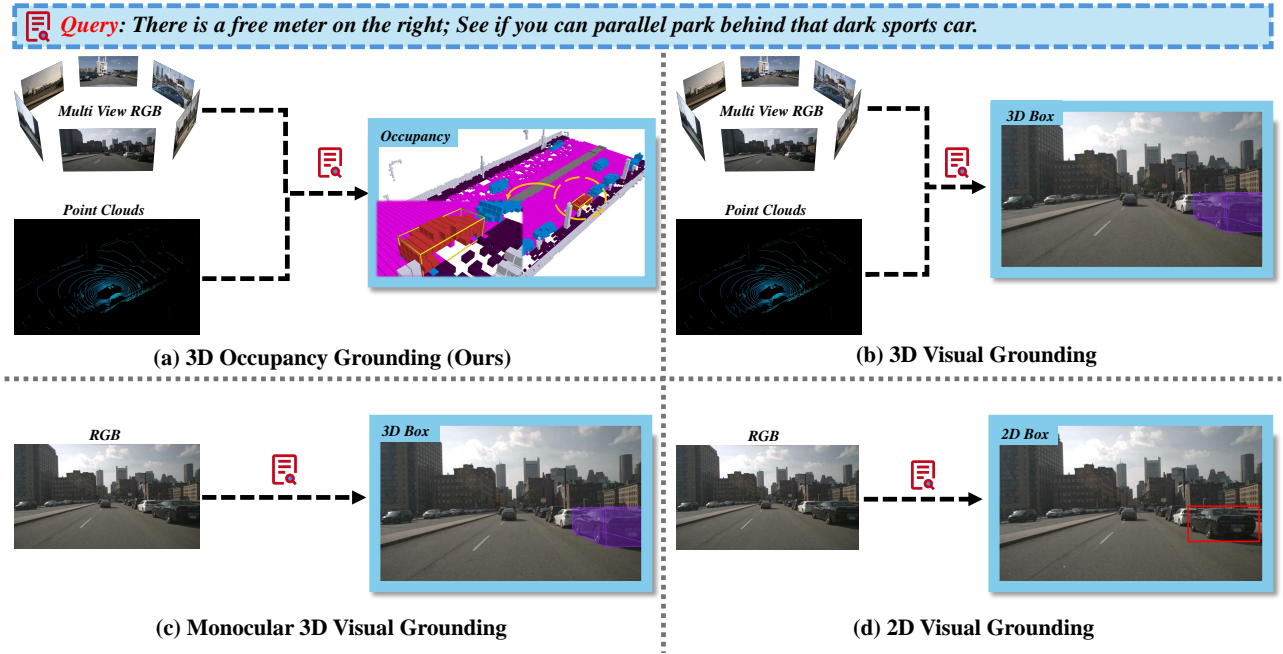 Query: There is a free meter on the right; See if you can parallel park behind that dark sports car.
Multi View RGB
Occupancy
Point Clouds
(a) 3D Occupancy Grounding (Ours)
Multi View RGB
3D Box
Point Clouds
(b) 3D Visual Grounding
RGB
3D Box
(c) Monocular 3D Visual Grounding
RGB
2D Box
(d) 2D Visual Grounding